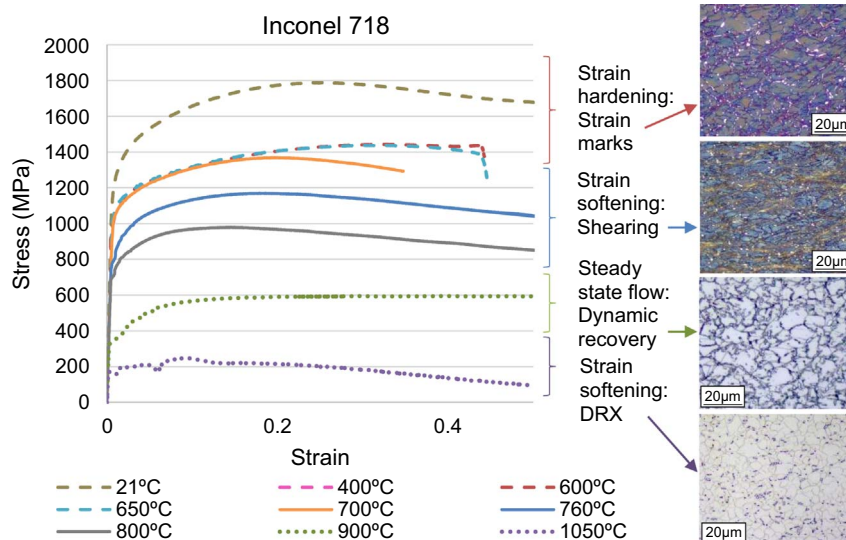 Inconel 718
Stress (MPa)
2000
1800
1600
1400
1200
1000
800
600
400
200
0
0
0.2
0.4
Strain
Strain
hardening:
Strain
marks
Strain
softening:
Shearing
Steady
state flow:
Dynamic
recovery
Strain
softening:
DRX
20μm
20μm
20μm
20μm
21ºC
400ºC
600ºC
650ºC
700ºC
760ºC
800ºC
900ºC
1050ºC